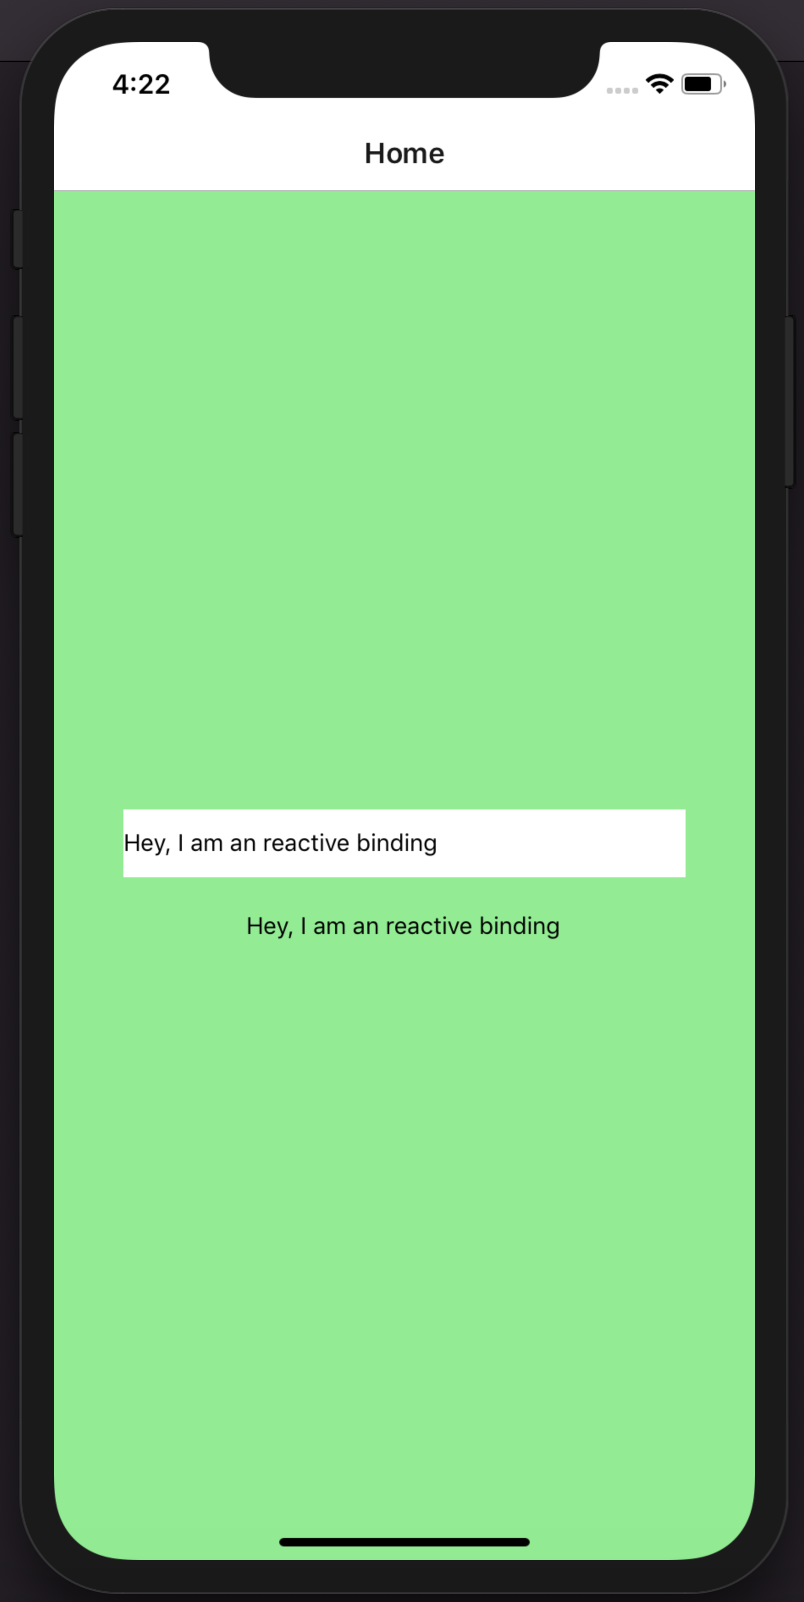 4:22
Home
Hey, I am an reactive binding
Hey, I am an reactive binding